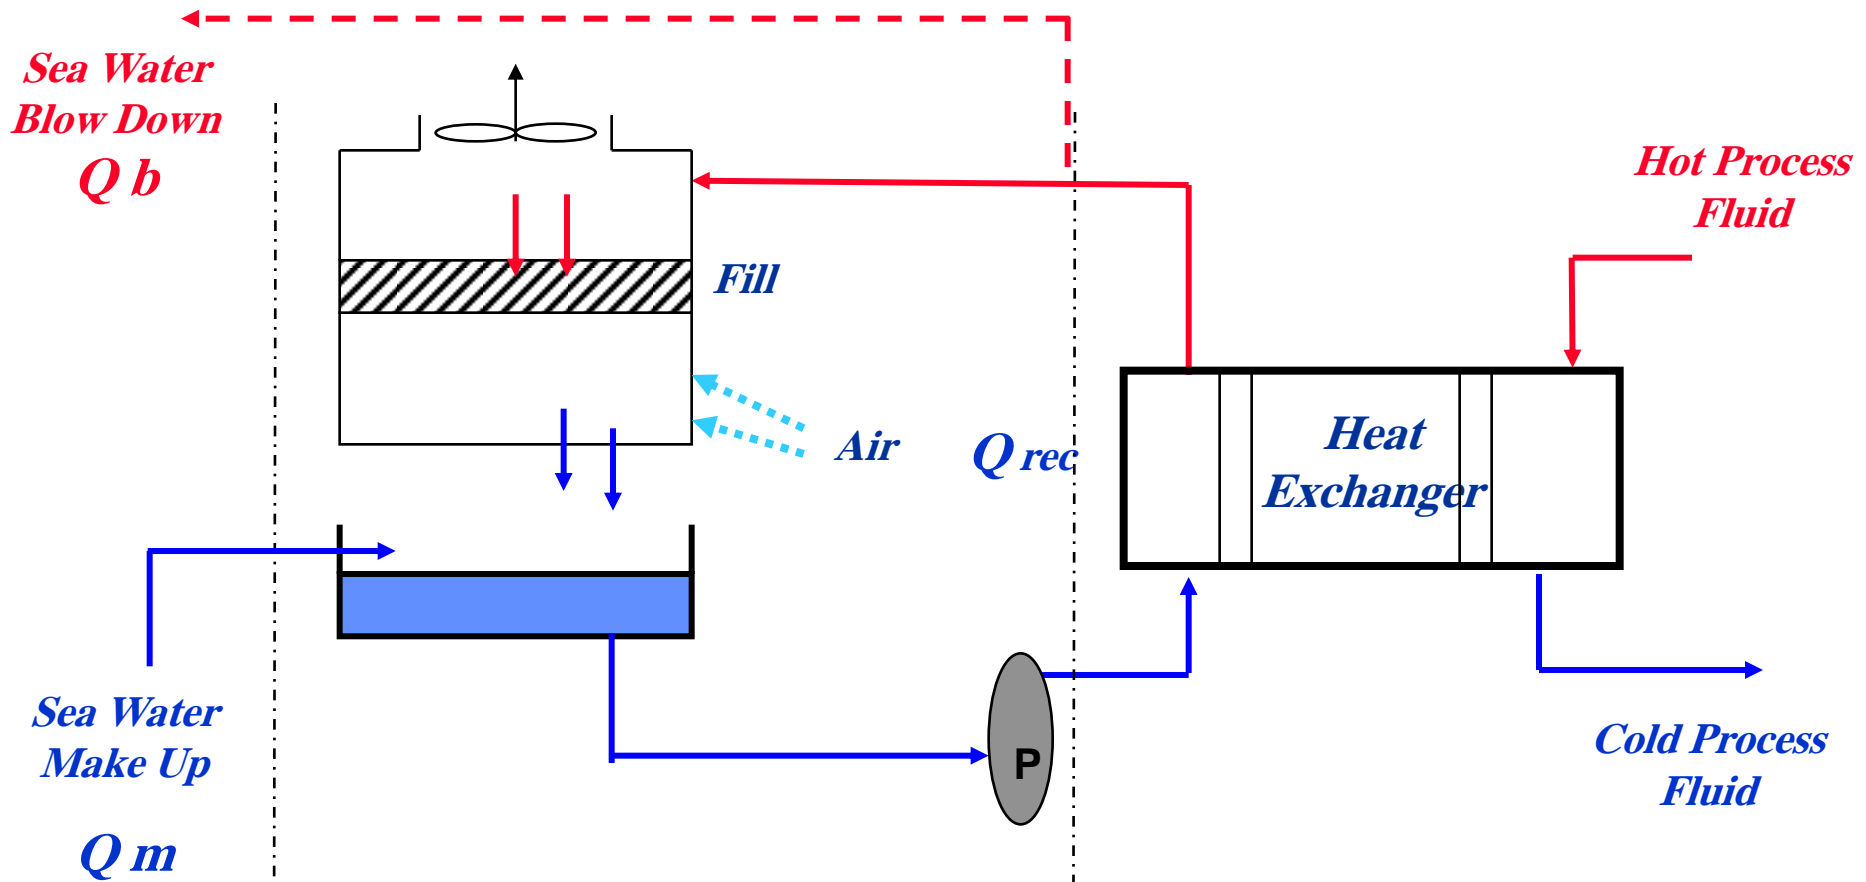 Sea Water
Blow Down
Q b
Hot Process
Fluid
Fill
Air
Q rec
Heat
Exchanger
Sea Water
Make Up
Q m
P
Cold Process
Fluid